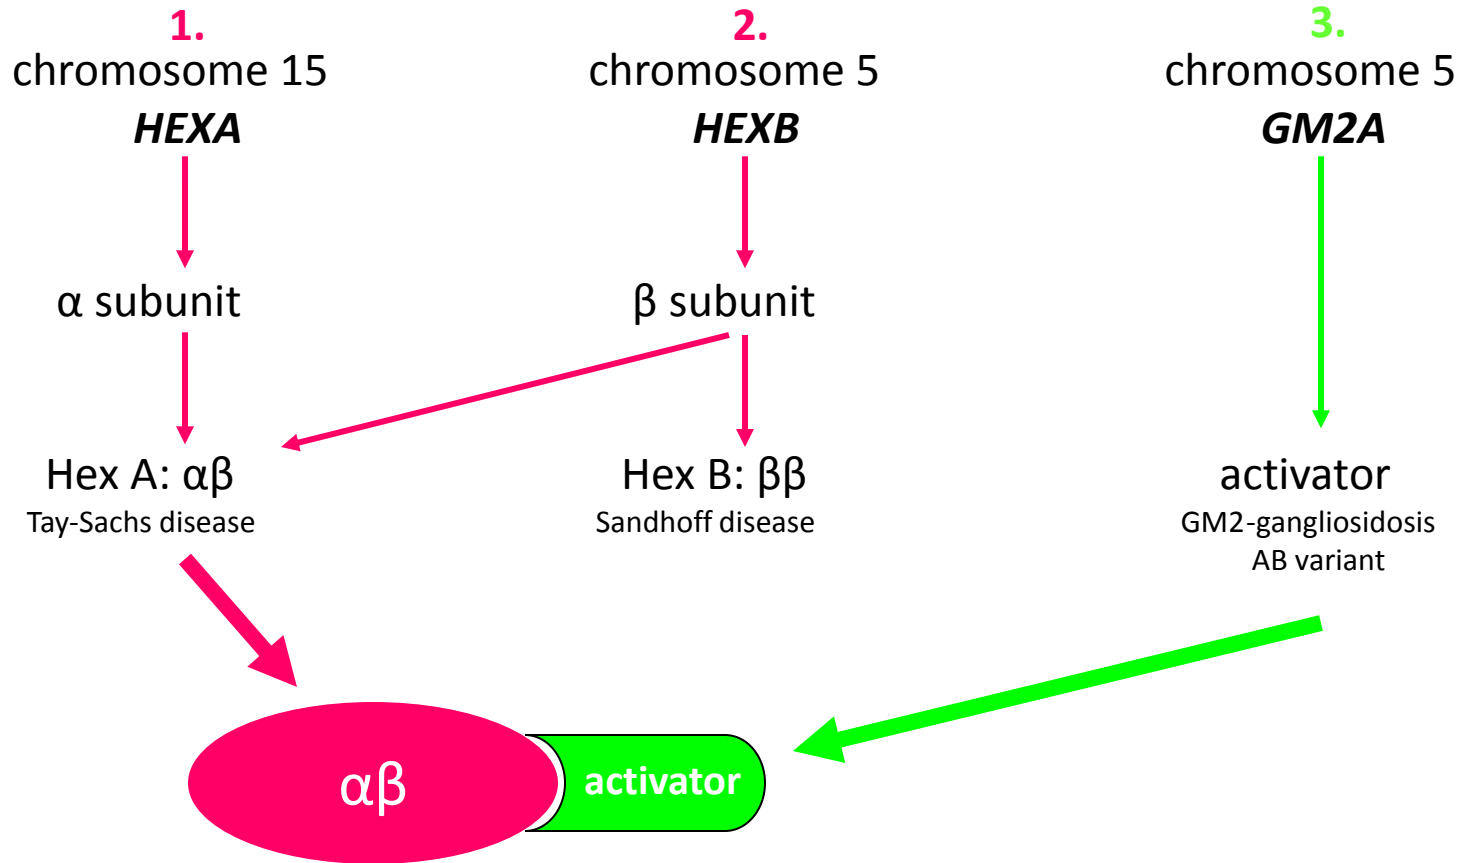 1.
chromosome 15
HEXA
α subunit
Hex A: αβ
Tay-Sachs disease
2.
chromosome 5
HEXB
β subunit
Hex B: ββ
Sandhoff disease
3.
chromosome 5
GM2A
activator
GM2-gangliosidosis
AB variant
αβ
activator